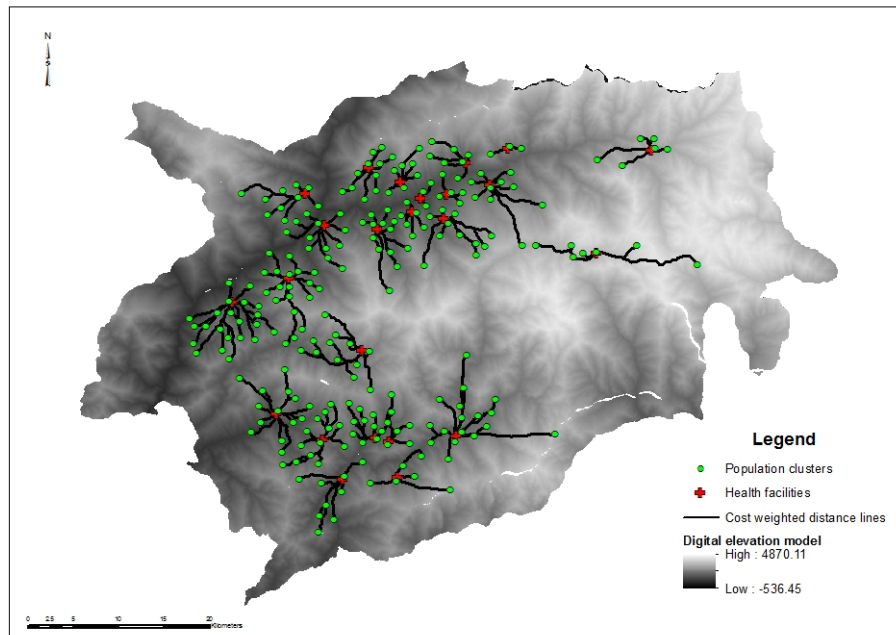 N
Legend
Population clusters
Health facilities
Cost weighted distance lines
Digital elevation model
High : 4870.11
Low : -536.45
0 2.5 5 10 15 20
Kilometers